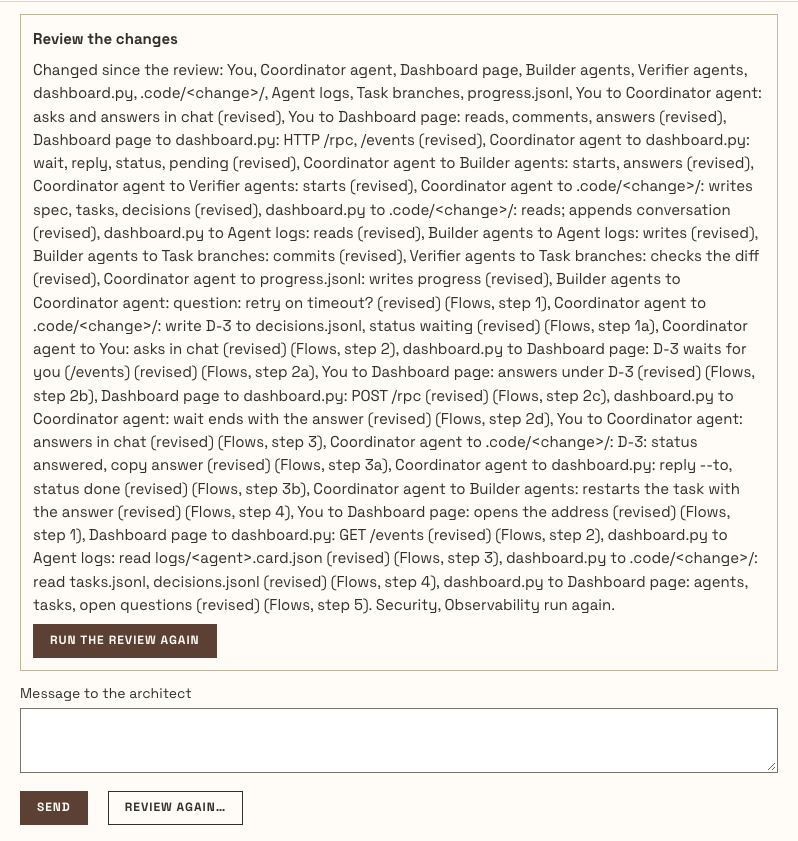 Review the changes
Changed since the review: You, Coordinator agent, Dashboard page, Builder agents, Verifier agents,
dashboard.py, .code/<change>/, Agent logs, Task branches, progress.jsonl, You to Coordinator agent:
asks and answers in chat (revised), You to Dashboard page: reads, comments, answers (revised),
Dashboard page to dashboard.py: HTTP /rpc, /events (revised), Coordinator agent to dashboard.py:
wait, reply, status, pending (revised), Coordinator agent to Builder agents: starts, answers (revised),
Coordinator agent to Verifier agents: starts (revised), Coordinator agent to .code/<change>/: writes
spec, tasks, decisions (revised), dashboard.py to .code/<change>/: reads; appends conversation
(revised), dashboard.py to Agent logs: reads (revised), Builder agents to Agent logs: writes (revised),
Builder agents to Task branches: commits (revised), Verifier agents to Task branches: checks the diff
(revised), Coordinator agent to progress.jsonl: writes progress (revised), Builder agents to
Coordinator agent: question: retry on timeout? (revised) (Flows, step 1), Coordinator agent to
.code/<change>/: write D-3 to decisions.jsonl, status waiting (revised) (Flows, step 1a), Coordinator
agent to You: asks in chat (revised) (Flows, step 2), dashboard.py to Dashboard page: D-3 waits for
you (/events) (revised) (Flows, step 2a), You to Dashboard page: answers under D-3 (revised) (Flows,
step 2b), Dashboard page to dashboard.py: POST /rpc (revised) (Flows, step 2c), dashboard.py to
Coordinator agent: wait ends with the answer (revised) (Flows, step 2d), You to Coordinator agent:
answers in chat (revised) (Flows, step 3), Coordinator agent to .code/<change>/: D-3: status
answered, copy answer (revised) (Flows, step 3a), Coordinator agent to dashboard.py: reply --to,
status done (revised) (Flows, step 3b), Coordinator agent to Builder agents: restarts the task with
the answer (revised) (Flows, step 4), You to Dashboard page: opens the address (revised) (Flows,
step 1), Dashboard page to dashboard.py: GET /events (revised) (Flows, step 2), dashboard.py to
Agent logs: read logs/<agent>.card.json (revised) (Flows, step 3), dashboard.py to .code/<change>/:
read tasks.jsonl, decisions.jsonl (revised) (Flows, step 4), dashboard.py to Dashboard page: agents,
tasks, open questions (revised) (Flows, step 5). Security, Observability run again.
RUN THE REVIEW AGAIN
Message to the architect
SEND
REVIEW AGAIN…